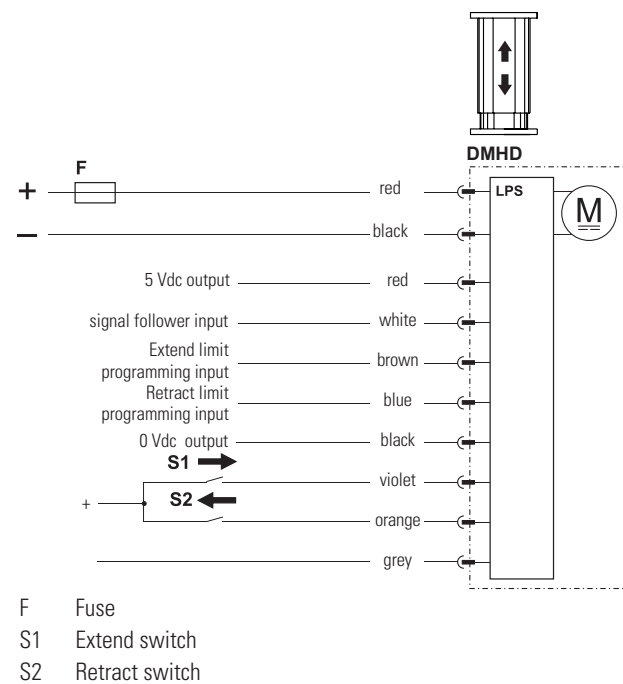 DMHD
F
+ red LPS
M
− black
5 Vdc output red
signal follower input white
Extend limit
programming input brown
Retract limit
programming input blue
0 Vdc output black
S1
violet
S2
+
orange
grey
F Fuse
S1 Extend switch
S2 Retract switch